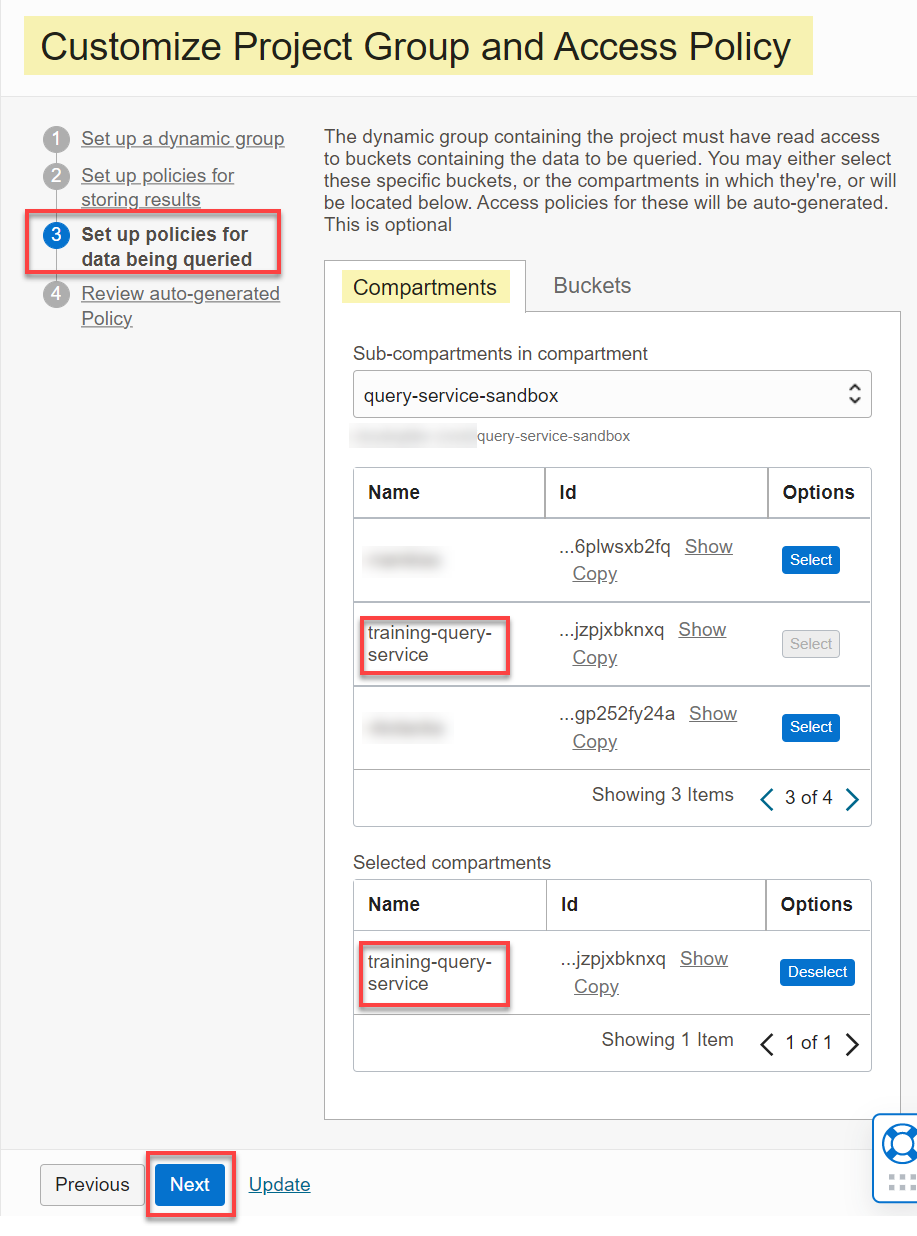 Customize Project Group and Access Policy
1 Set up a dynamic group
2 Set up policies for
storing results
3 Set up policies for
data being queried
4 Review auto-generated
Policy
The dynamic group containing the project must have read access
to buckets containing the data to be queried. You may either select
these specific buckets, or the compartments in which they're, or will
be located below. Access policies for these will be auto-generated.
This is optional
Compartments Buckets
Sub-compartments in compartment
query-service-sandbox
query-service-sandbox
Name Id Options
...6plwsxb2fq Show
Copy
Select
training-query-
service
...jzpjxbknxq Show
Copy
Select
...gp252fy24a Show
Copy
Select
Showing 3 Items 3 of 4
Selected compartments
Name Id Options
training-query-
service
...jzpjxbknxq Show
Copy
Deselect
Showing 1 Item 1 of 1
Previous Next Update